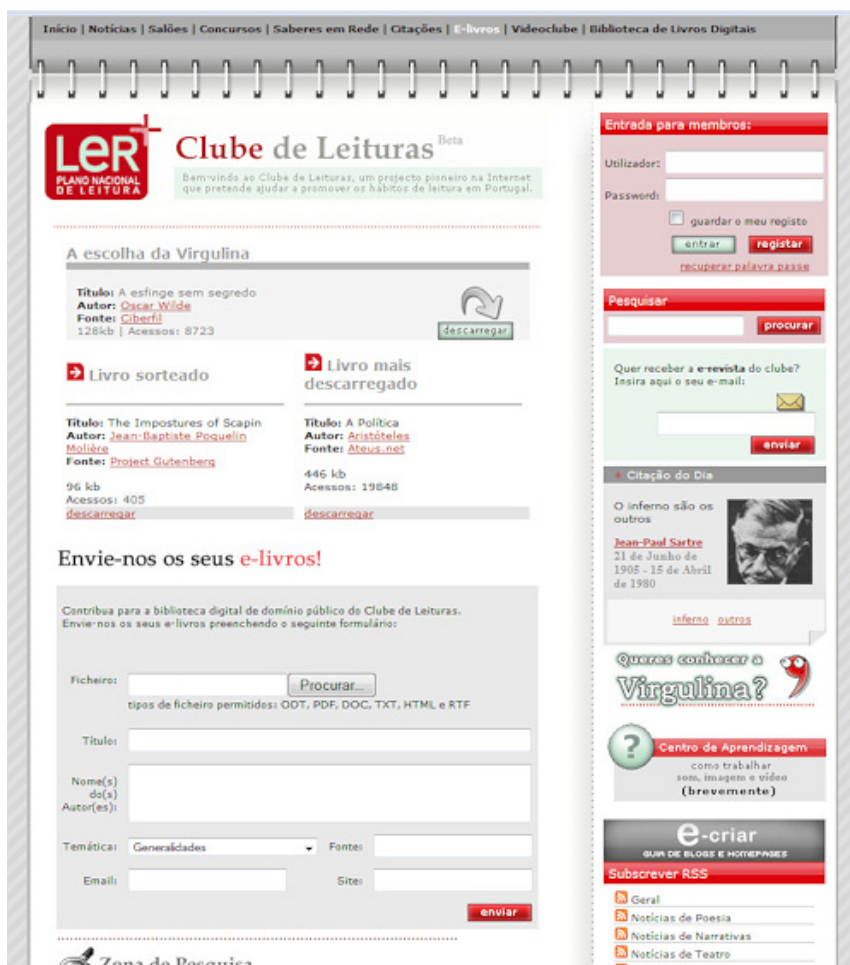 Início | Notícias | Salões | Concursos | Saberes em Rede | Citações | E-livros | Videoclube | Biblioteca de Livros Digitais
LER+
PLANO NACIONAL
DE LEITURA
Clube de Leituras Beta
Bem-vindo ao Clube de Leituras, um projecto pioneiro na Internet
que pretende ajudar a promover os hábitos de leitura em Portugal.
A escolha da Virgulina
Título: A esfinge sem segredo
Autor: Oscar Wilde
Fonte: Ciberfil
128kb | Acessos: 8723
descarregar
Livro sorteado
Título: The Impostures of Scapin
Autor: Jean-Baptiste Poquelin
Molière
Fonte: Project Gutenberg
96 kb
Acessos: 405
descarregar
Livro mais
descarregado
Título: A Política
Autor: Aristóteles
Fonte: Ateus.net
446 kb
Acessos: 19848
descarregar
Envie-nos os seus e-livros!
Contribua para a biblioteca digital de domínio público do Clube de Leituras.
Envie-nos os seus e-livros preenchendo o seguinte formulário:
Ficheiro:
Procurar...
tipos de ficheiro permitidos: ODT, PDF, DOC, TXT, HTML e RTF
Título:
Nome(s)
do(s)
Autor(es):
Temática: Generalidades
Fonte:
Email:
Site:
enviar
Zona de Pesquisa
Entrada para membros:
Utilizador:
Password:
guardar o meu registo
entrar
registar
recuperar palavra passe
Pesquisar
procurar
Quer receber a e-revista do clube?
Insira aqui o seu e-mail:
enviar
+ Citação do Dia
O inferno são os
outros
Jean-Paul Sartre
21 de Junho de
1905 - 15 de Abril
de 1980
inferno outros
Queres conhecer a
Virgulina?
?
Centro de Aprendizagem
como trabalhar
som, imagem e vídeo
(brevemente)
e-criar
GUIA DE BLOGS E HOMEPAGES
Subscrever RSS
Geral
Notícias de Poesia
Notícias de Narrativas
Notícias de Teatro